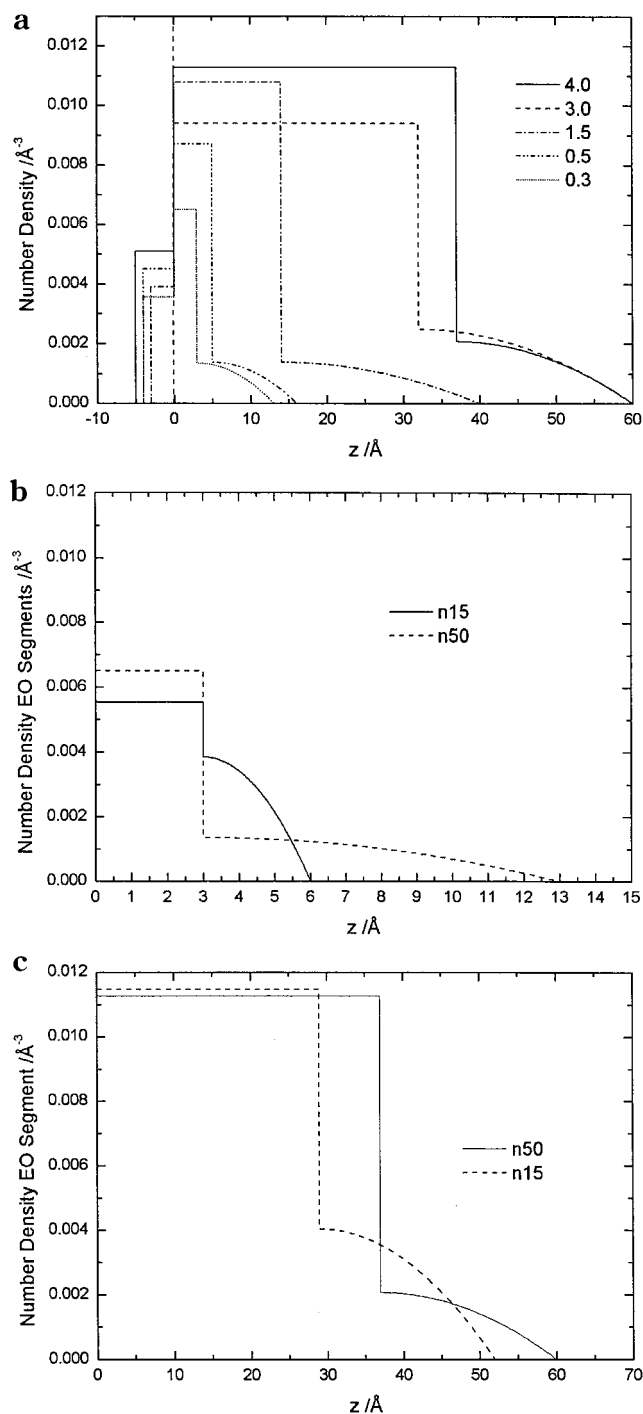 a
0.012
0.010
0.008
0.006
0.004
0.002
0.000
Number Density /Å⁻³
4.0
3.0
1.5
0.5
0.3
-10 0 10 20 30 40 50 60
z /Å
b
0.012
0.010
0.008
0.006
0.004
0.002
0.000
Number Density EO Segments /Å⁻³
n15
n50
0 1 2 3 4 5 6 7 8 9 10 11 12 13 14 15
z /Å
c
0.012
0.010
0.008
0.006
0.004
0.002
0.000
Number Density EO Segment /Å⁻³
n50
n15
0 10 20 30 40 50 60 70
z /Å